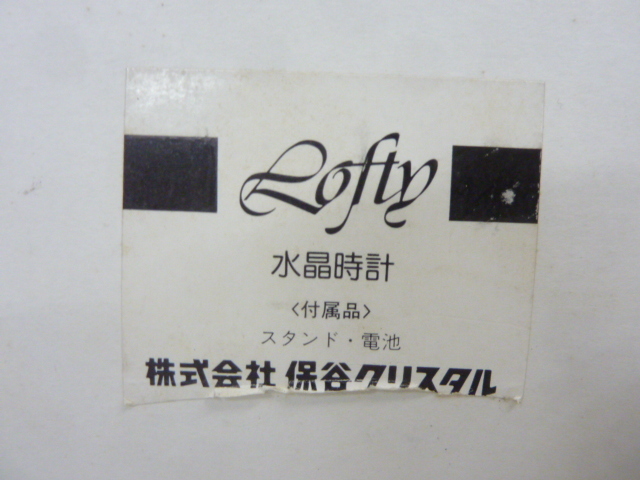 Lofty
水晶時計
〈付属品〉
スタンド・電池
株式会社 保谷クリスタル